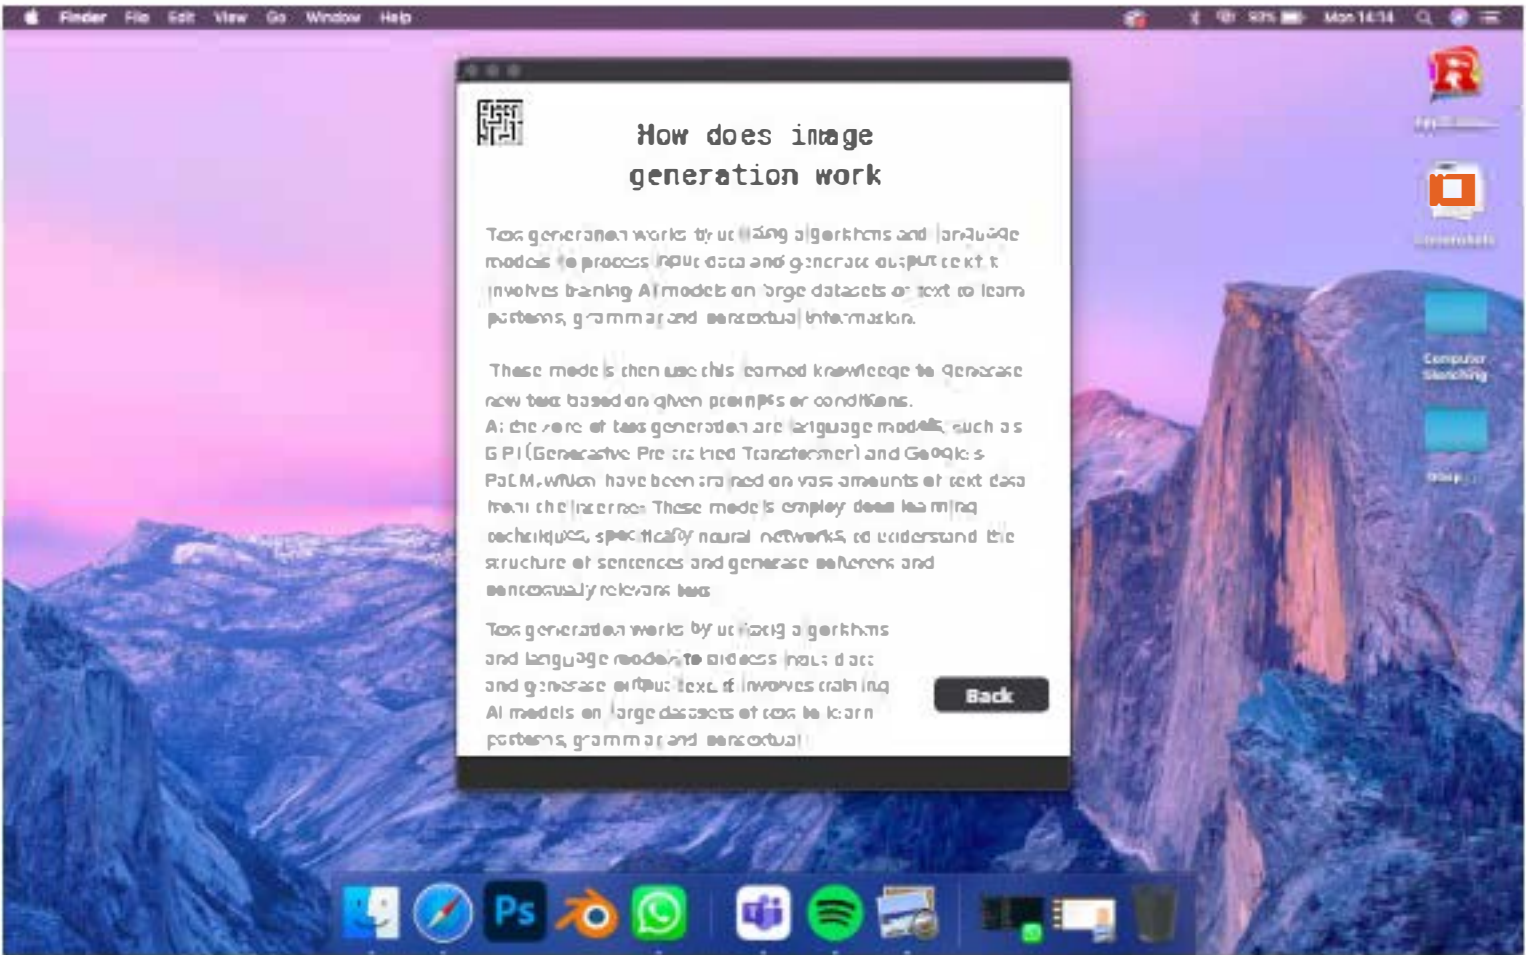 Finder File Edit View Go Window Help
93% Mon 14:14
How does image
generation work
Text generation works by utilizing algorithms and language
models to process input data and generate output text. It
involves training AI models on large datasets of text to learn
patterns, grammar and contextual information.
These models then use this learned knowledge to generate
new text based on given prompts or conditions.
At the core of text generation are language models, such as
GPT (Generative Pre-trained Transformer) and Google's
PaLM, which have been trained on vast amounts of text data
from the internet. These models employ deep learning
techniques, specifically neural networks, to understand the
structure of sentences and generate coherent and
contextually relevant text.
Text generation works by utilizing algorithms
and language models to process input data
and generate output text. It involves training
AI models on large datasets of text to learn
patterns, grammar and contextual
Back
Screenshots
Computer
Sketching
Ps